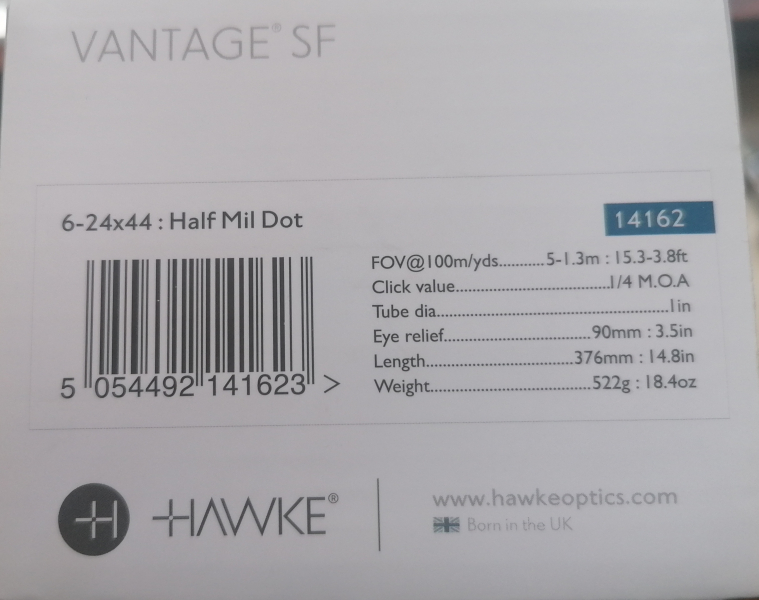 VANTAGE® SF
6-24x44 : Half Mil Dot
14162
FOV@100m/yds..........5-1.3m : 15.3-3.8ft
Click value..................................1/4 M.O.A
Tube dia....................................................1in
Eye relief.................................90mm : 3.5in
Length.................................376mm : 14.8in
Weight....................................522g : 18.4oz
5 054492 141623 >
HAWKE®
www.hawkeoptics.com
Born in the UK